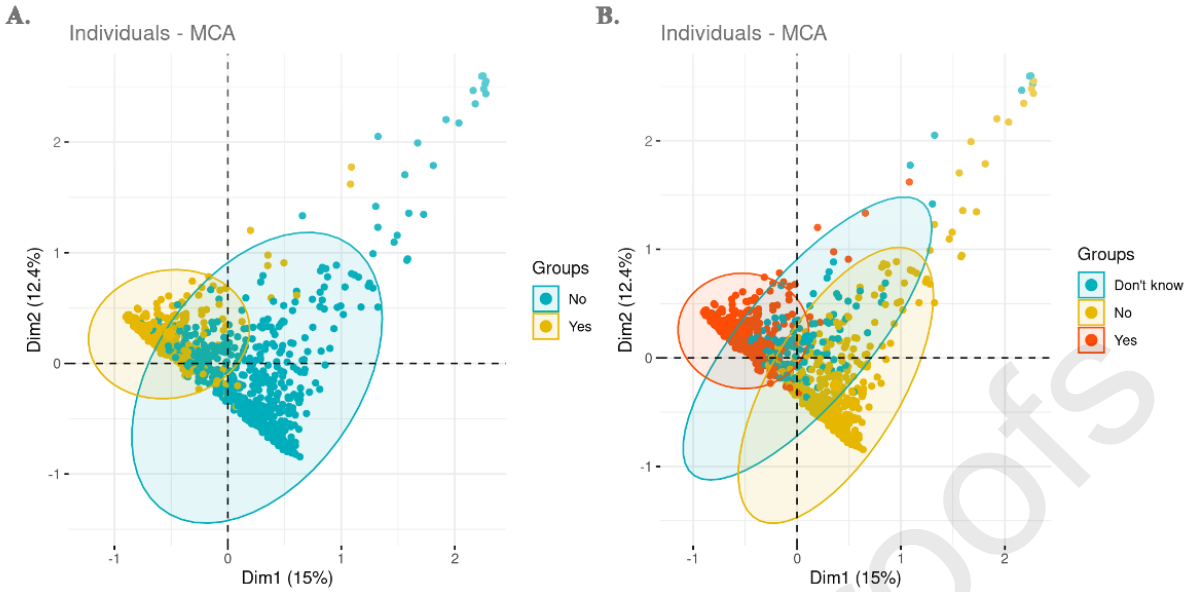 A.
Individuals - MCA
Dim2 (12.4%)
2
1
0
-1
-1
0
1
2
Dim1 (15%)
Groups
No
Yes
B.
Individuals - MCA
Dim2 (12.4%)
2
1
0
-1
-1
0
1
2
Dim1 (15%)
Groups
Don't know
No
Yes
oofs